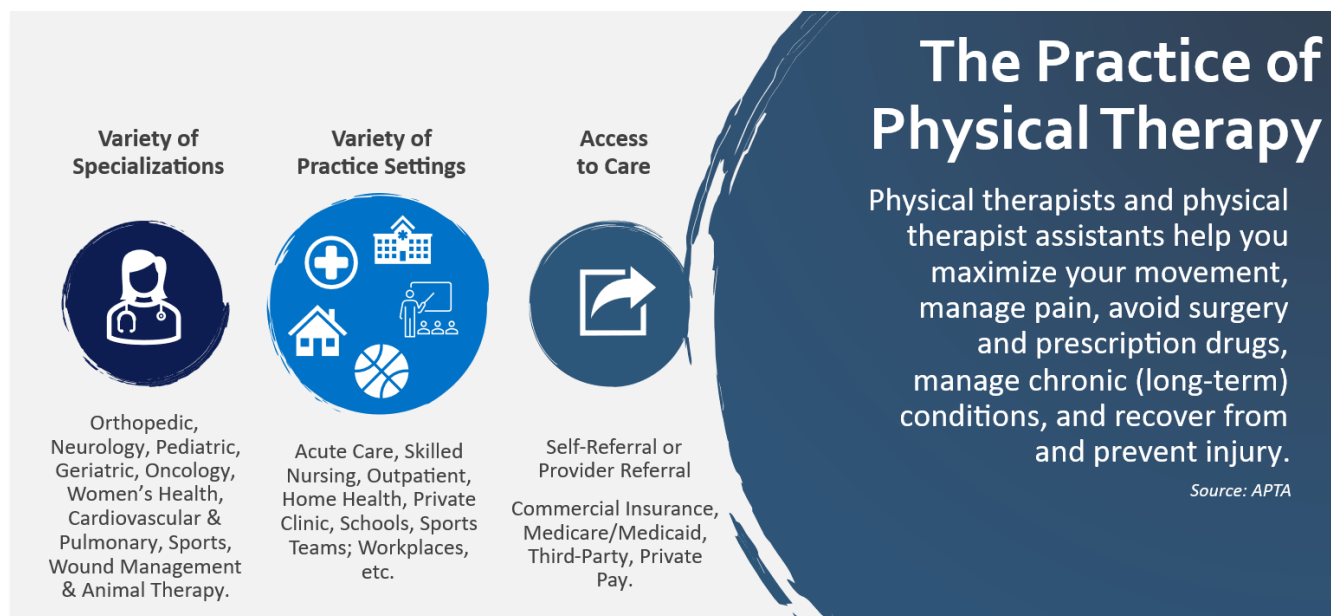 The Practice of
Physical Therapy
Physical therapists and physical
therapist assistants help you
maximize your movement,
manage pain, avoid surgery
and prescription drugs,
manage chronic (long-term)
conditions, and recover from
and prevent injury.
Source: APTA
Variety of
Specializations
Orthopedic,
Neurology, Pediatric,
Geriatric, Oncology,
Women’s Health,
Cardiovascular &
Pulmonary, Sports,
Wound Management
& Animal Therapy.
Variety of
Practice Settings
Acute Care, Skilled
Nursing, Outpatient,
Home Health, Private
Clinic, Schools, Sports
Teams; Workplaces,
etc.
Access
to Care
Self-Referral or
Provider Referral
Commercial Insurance,
Medicare/Medicaid,
Third-Party, Private
Pay.